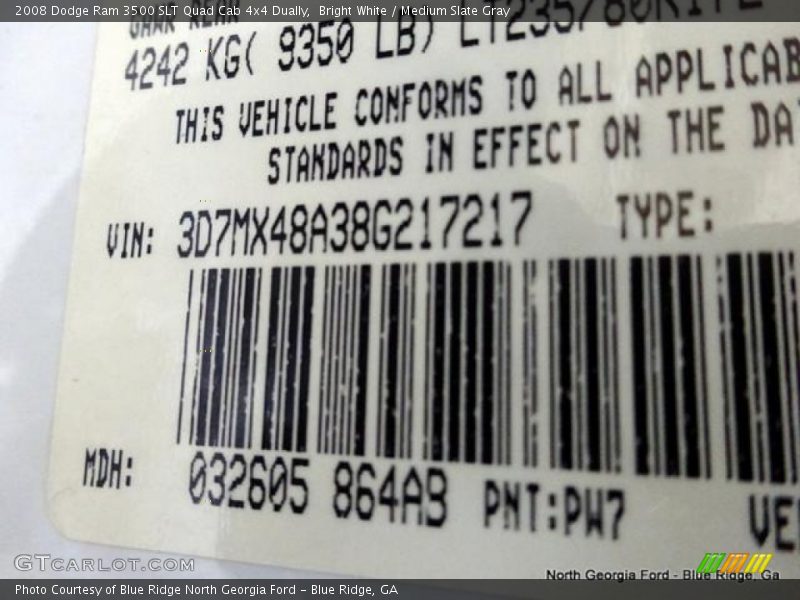 2008 Dodge Ram 3500 SLT Quad Cab 4x4 Dually,  Bright White / Medium Slate Gray
4242 KG( 9350 LB) LT235/80R17E
THIS VEHICLE CONFORMS TO ALL APPLICAB
STANDARDS IN EFFECT ON THE DA
VIN: 3D7MX48A38G217217 TYPE:
MDH: 032605 864AB PNT:PW7
VE
GTCARLOT.COM
North Georgia Ford - Blue Ridge, Ga
Photo Courtesy of Blue Ridge North Georgia Ford – Blue Ridge, GA